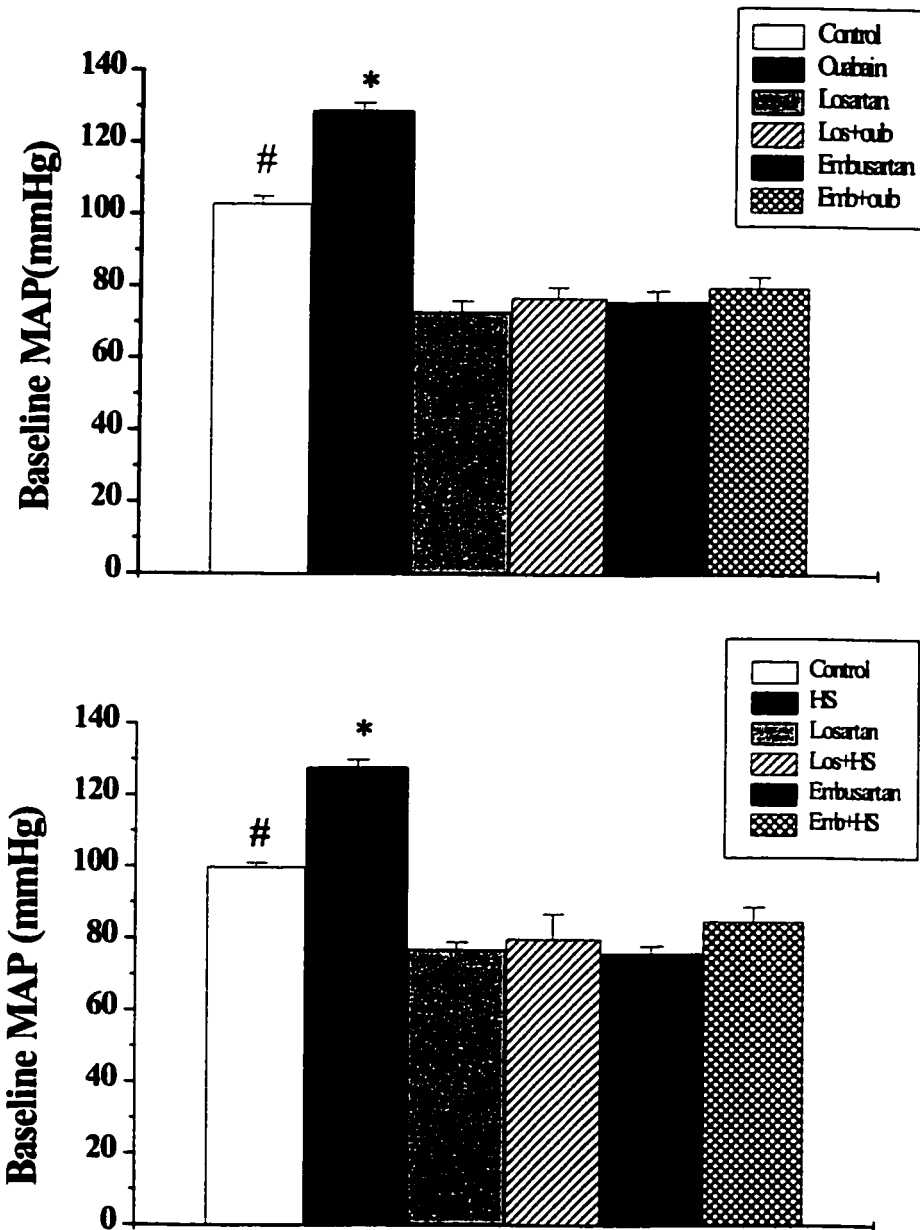 Control
Ouabain
Losartan
Los+oub
Embusartan
Emb+oub
Baseline MAP(mmHg)
140
120
100
80
60
40
20
0
#
*
Control
HS
Losartan
Los+HS
Embusartan
Emb+HS
Baseline MAP (mmHg)
140
120
100
80
60
40
20
0
#
*